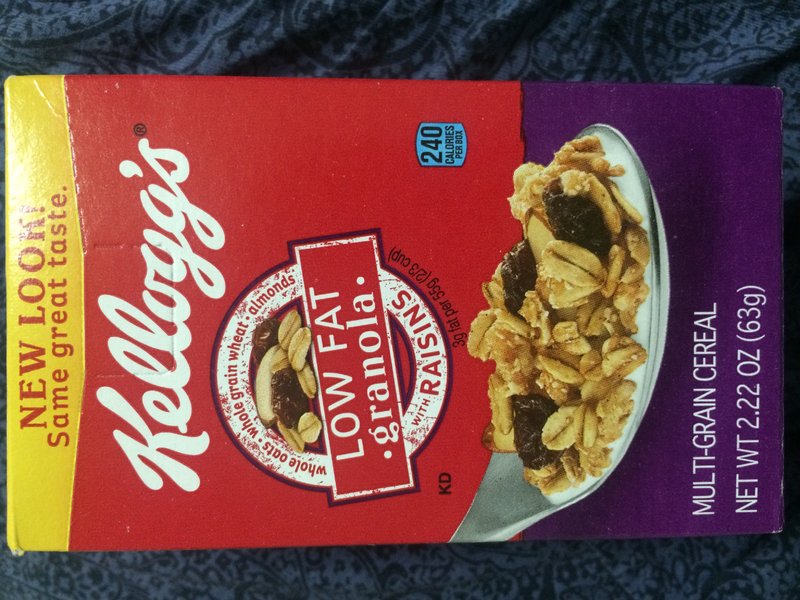 NEW LOOK!
Same great taste.
Kellogg's®
240
CALORIES
PER BOX
whole oats • whole grain wheat • almonds
LOW FAT
•granola•
WITH RAISINS
3g fat per 55g (2/3 cup)
KD
MULTI-GRAIN CEREAL
NET WT 2.22 OZ (63g)